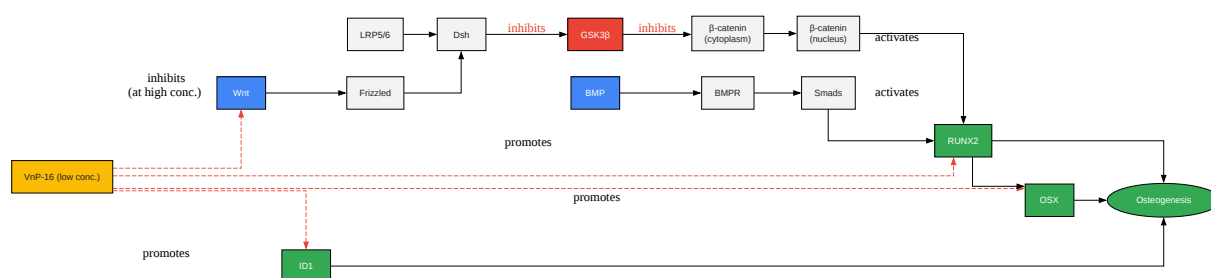 inhibits
inhibits
LRP5/6
Dsh
GSK3β
β-catenin
(cytoplasm)
β-catenin
(nucleus)
activates
inhibits
(at high conc.)
Wnt
Frizzled
BMP
BMPR
Smads
activates
promotes
RUNX2
VnP-16 (low conc.)
promotes
OSX
Osteogenesis
promotes
ID1